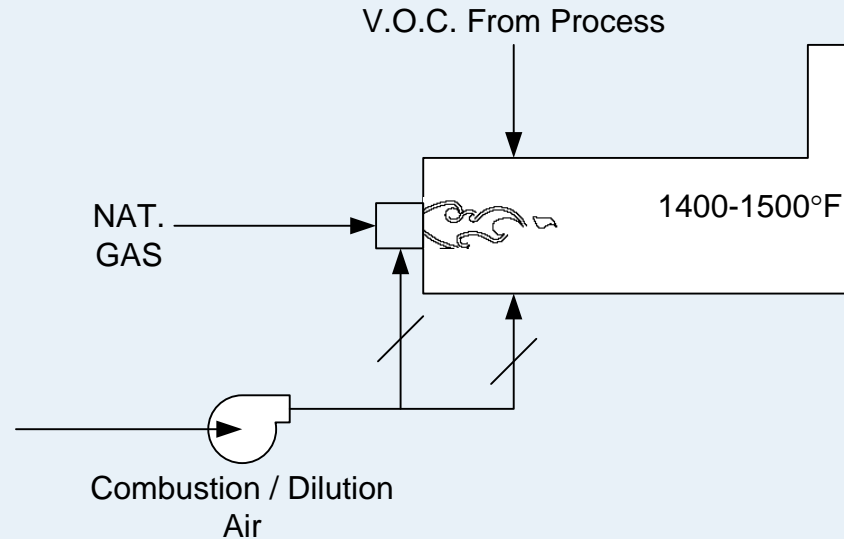 V.O.C. From Process
NAT.
GAS
1400-1500°F
Combustion / Dilution
Air